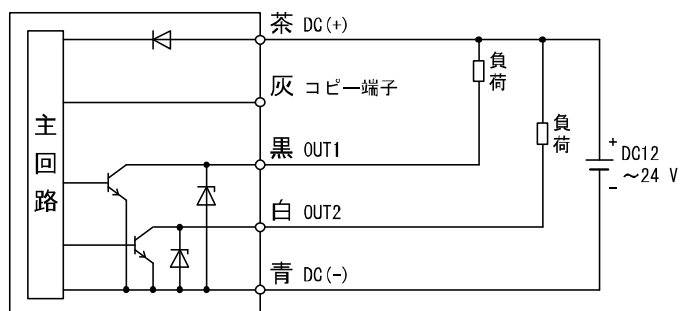 茶 DC(+)
灰 コピー端子
黒 OUT1
白 OUT2
青 DC(-)
主回路
負荷
負荷
+
DC12
～24 V
-